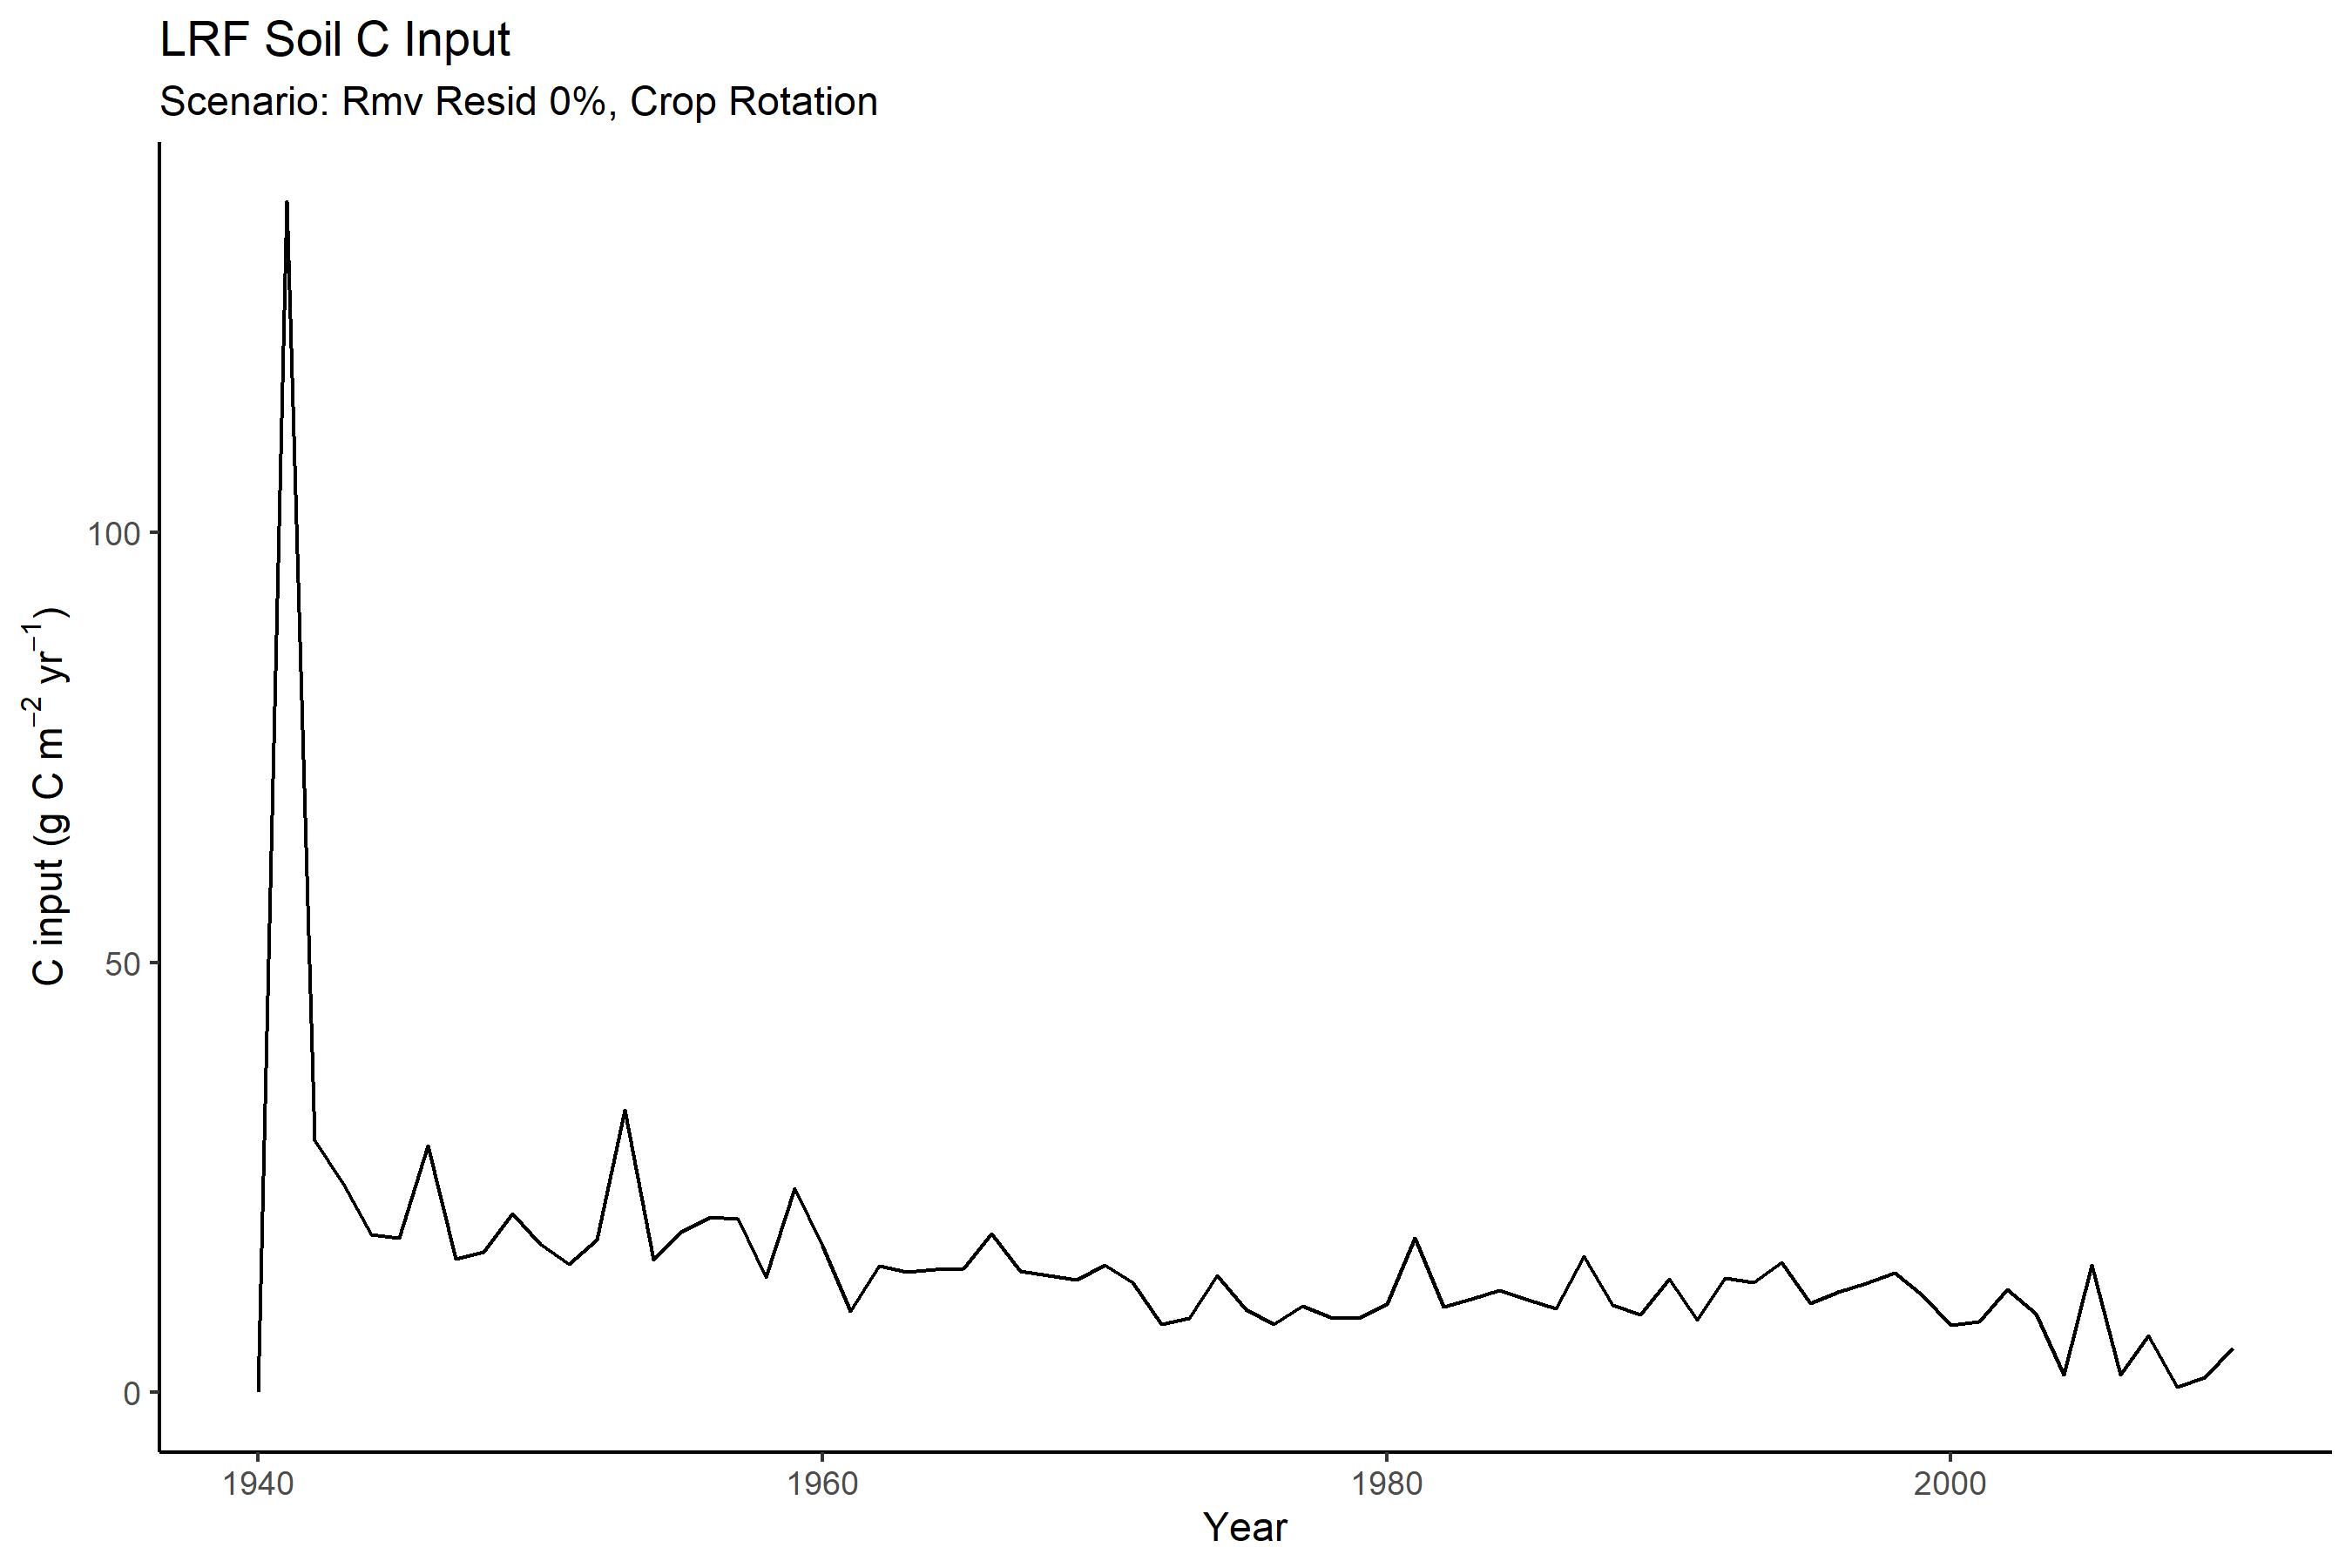 LRF Soil C Input
Scenario: Rmv Resid 0%, Crop Rotation
C input (g C m⁻² yr⁻¹)
100
50
0
1940 1960 1980 2000
Year